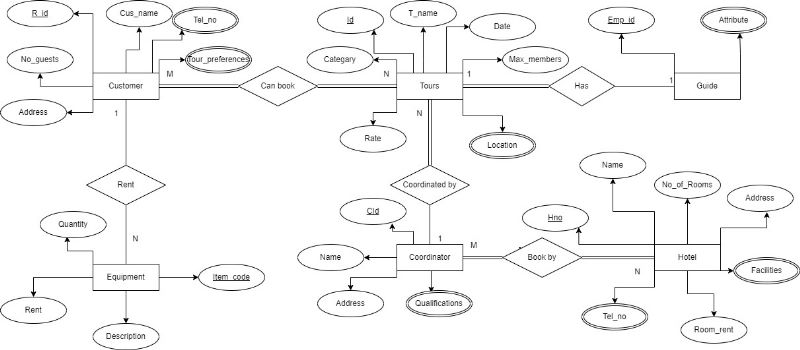 R_id
Cus_name
Tel_no
No_guests
Tour_preferences
Customer
Address
M
1
Can book
N
Id
T_name
Date
Categary
Max_members
Tours
1
N
Rate
Location
Has
1
Emp_id
Attribute
Guide
Rent
N
Quantity
Equipment
Item_code
Rent
Description
Coordinated by
1
CId
Name
Coordinator
Address
Qualifications
M
Book by
N
Name
No_of_Rooms
Address
Hno
Hotel
Facilities
Tel_no
Room_rent